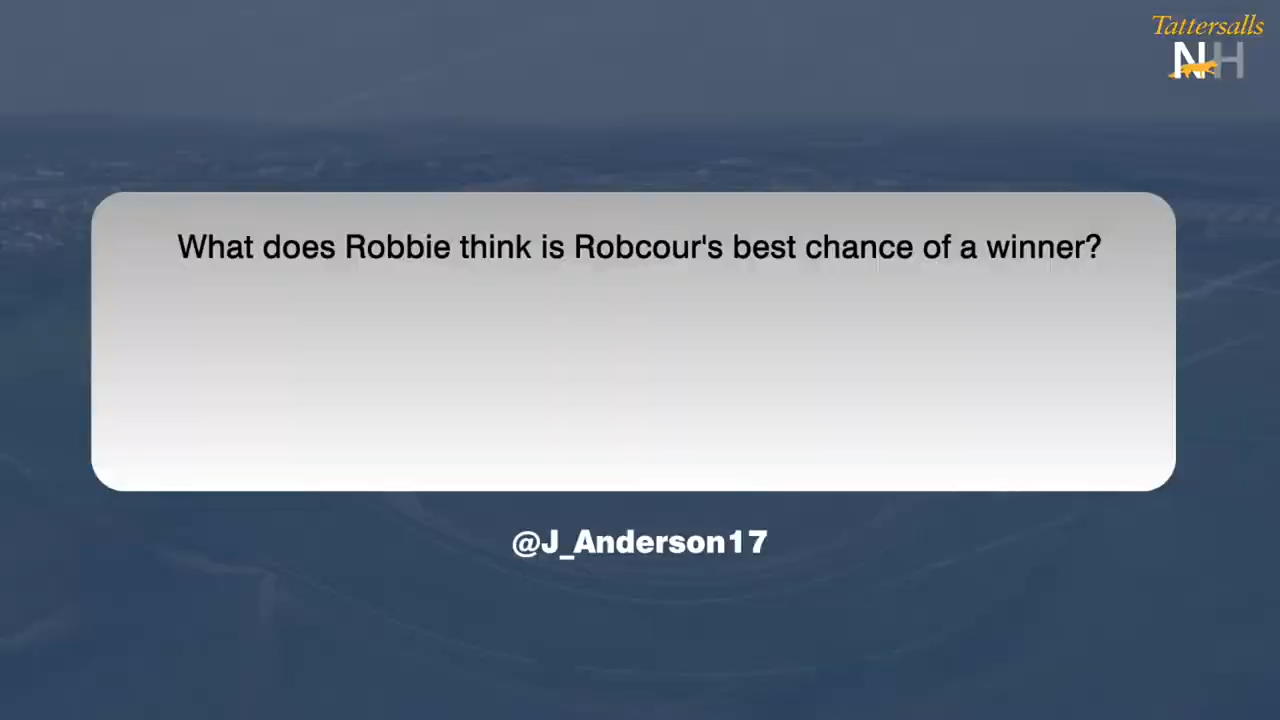 Tattersalls
NH
What does Robbie think is Robcour's best chance of a winner?
@J_Anderson17